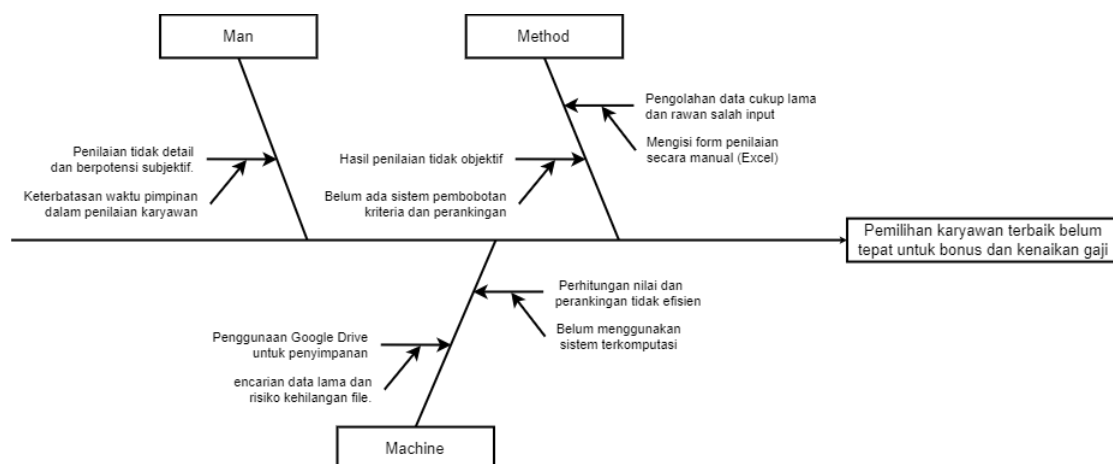 Man
Method
Pengolahan data cukup lama
dan rawan salah input
Mengisi form penilaian
secara manual (Excel)
Penilaian tidak detail
dan berpotensi subjektif.
Keterbatasan waktu pimpinan
dalam penilaian karyawan
Hasil penilaian tidak objektif
Belum ada sistem pembobotan
kriteria dan perankingan
Pemilihan karyawan terbaik belum
tepat untuk bonus dan kenaikan gaji
Perhitungan nilai dan
perankingan tidak efisien
Belum menggunakan
sistem terkomputasi
Penggunaan Google Drive
untuk penyimpanan
encarian data lama dan
risiko kehilangan file.
Machine